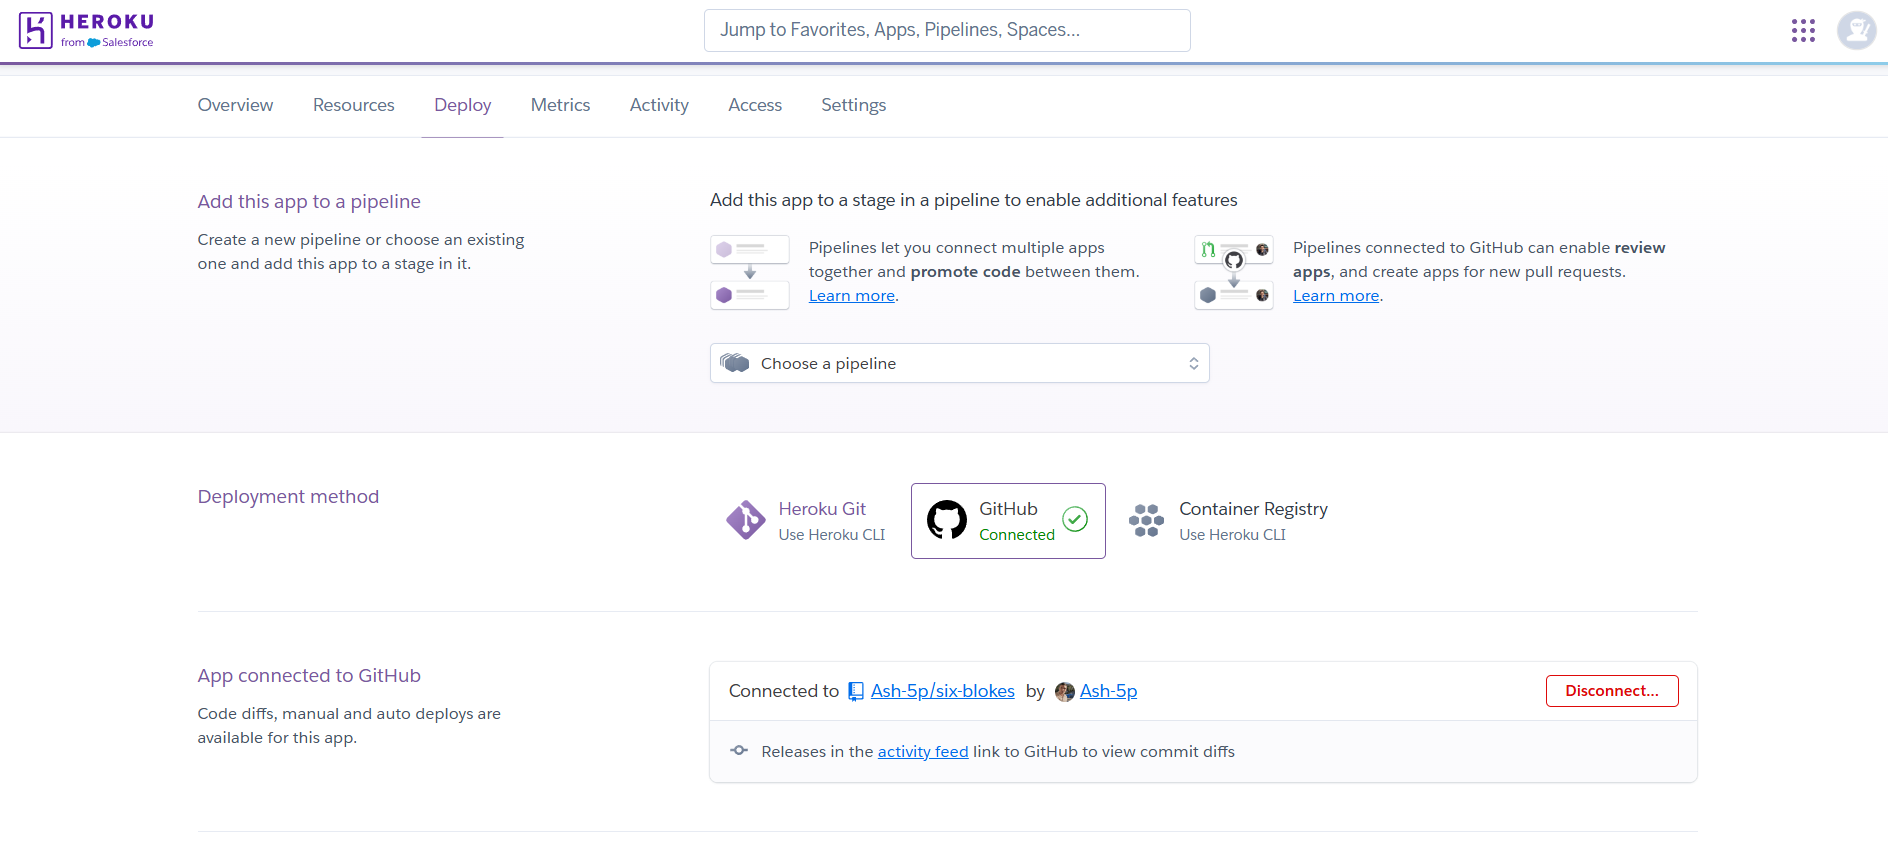 HEROKU
from Salesforce
Jump to Favorites, Apps, Pipelines, Spaces...
Overview Resources Deploy Metrics Activity Access Settings
Add this app to a pipeline
Create a new pipeline or choose an existing
one and add this app to a stage in it.
Add this app to a stage in a pipeline to enable additional features
Pipelines let you connect multiple apps
together and promote code between them.
Learn more.
Pipelines connected to GitHub can enable review
apps, and create apps for new pull requests.
Learn more.
Choose a pipeline
Deployment method
Heroku Git
Use Heroku CLI
GitHub
Connected
Container Registry
Use Heroku CLI
App connected to GitHub
Code diffs, manual and auto deploys are
available for this app.
Connected to Ash-5p/six-blokes by Ash-5p
Disconnect...
Releases in the activity feed link to GitHub to view commit diffs